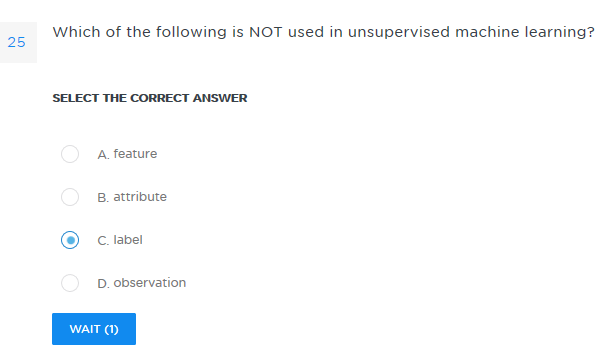 25
Which of the following is NOT used in unsupervised machine learning?
SELECT THE CORRECT ANSWER
A. feature
B. attribute
C. label
D. observation
WAIT (1)